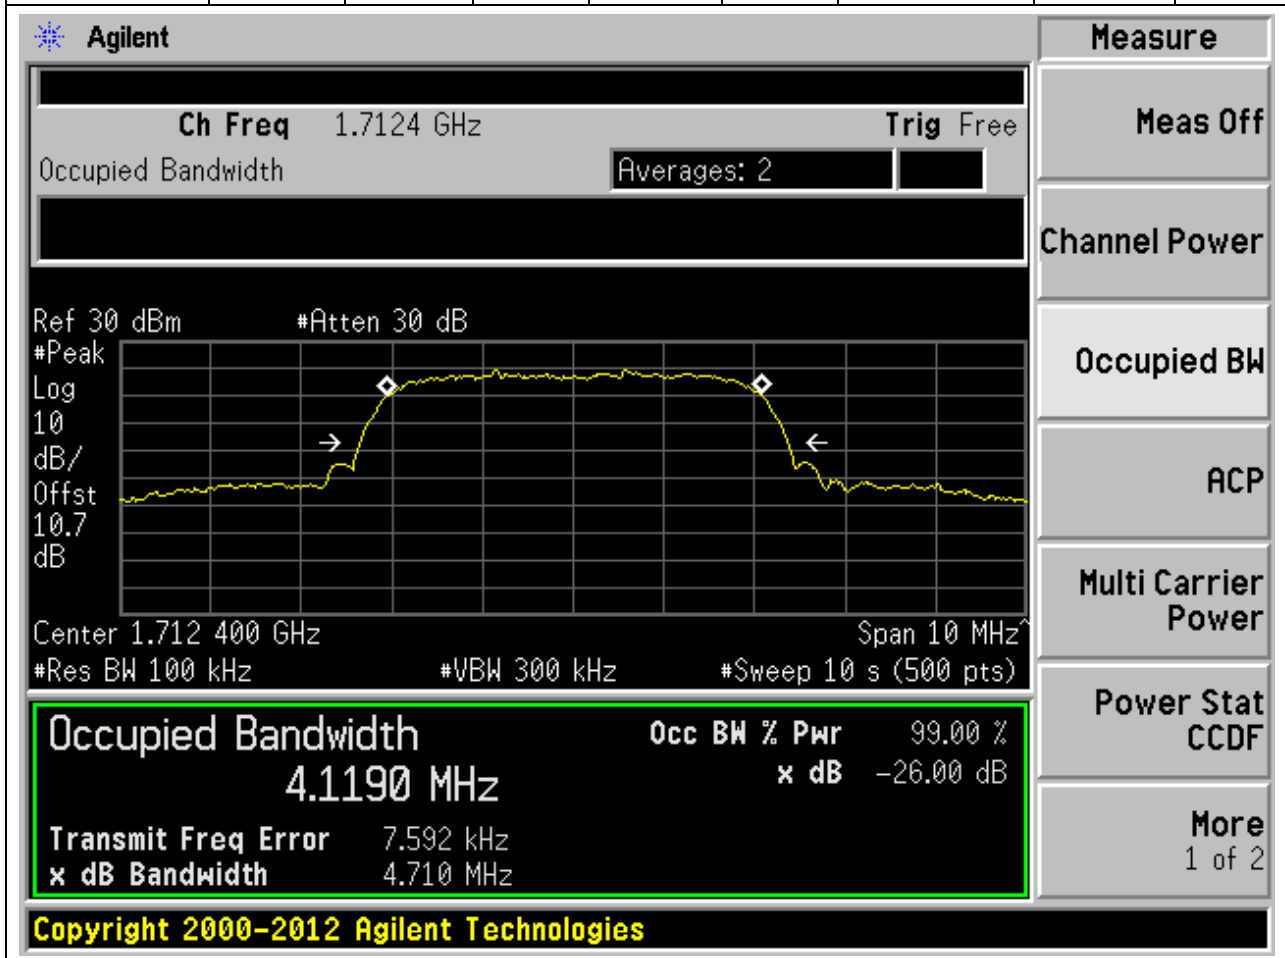 Agilent
Measure
Ch Freq 1.7124 GHz Trig Free
Occupied Bandwidth Averages: 2
Ref 30 dBm #Atten 30 dB
#Peak
Log
10
dB/
Offst
10.7
dB
Center 1.712 400 GHz Span 10 MHz^
#Res BW 100 kHz #VBW 300 kHz #Sweep 10 s (500 pts)
Occupied Bandwidth Occ BW % Pwr 99.00 %
4.1190 MHz x dB -26.00 dB
Transmit Freq Error 7.592 kHz
x dB Bandwidth 4.710 MHz
Copyright 2000-2012 Agilent Technologies
Meas Off
Channel Power
Occupied BW
ACP
Multi Carrier
Power
Power Stat
CCDF
More
1 of 2